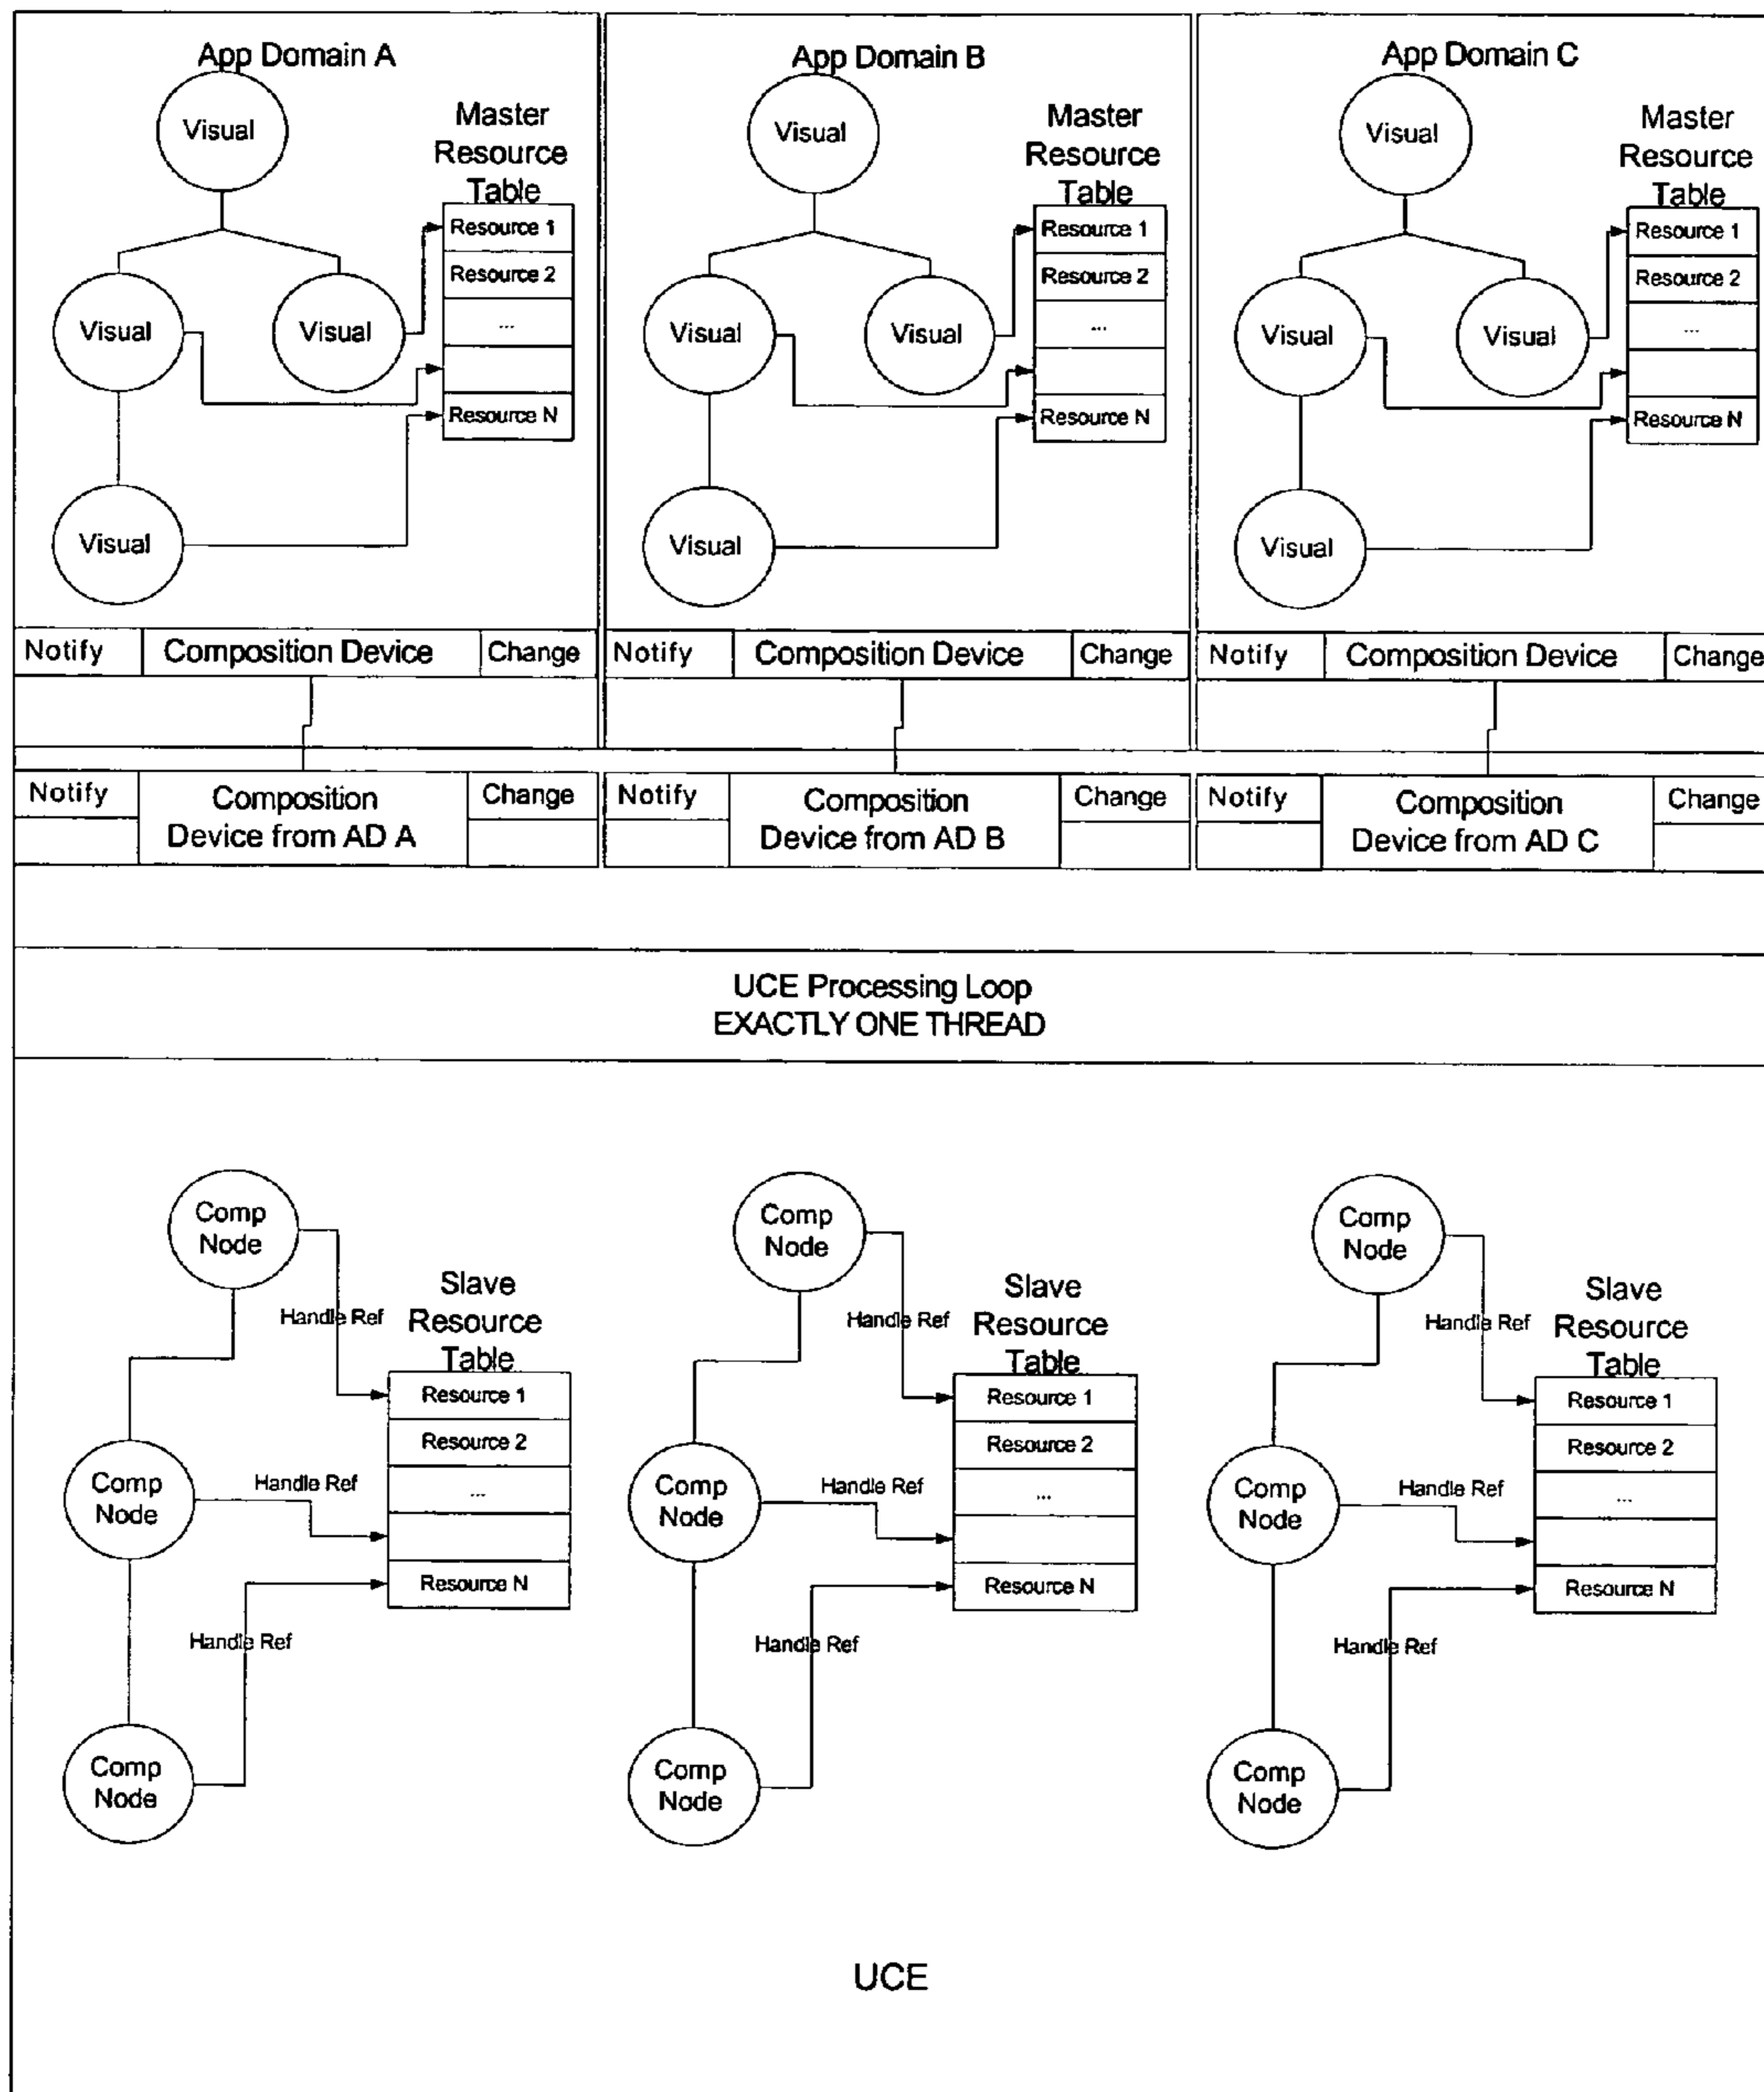 App Domain A
Visual
Master
Resource
Table
Resource 1
Resource 2
...
Resource N
Visual
Visual
Visual
App Domain B
Visual
Master
Resource
Table
Resource 1
Resource 2
...
Resource N
Visual
Visual
Visual
App Domain C
Visual
Master
Resource
Table
Resource 1
Resource 2
...
Resource N
Visual
Visual
Visual
Notify
Composition Device
Change
Notify
Composition Device
Change
Notify
Composition Device
Change
Notify
Composition
Device from AD A
Change
Notify
Composition
Device from AD B
Change
Notify
Composition
Device from AD C
Change
UCE Processing Loop
EXACTLY ONE THREAD
Comp
Node
Handle Ref
Slave
Resource
Table
Resource 1
Resource 2
...
Resource N
Comp
Node
Handle Ref
Handle Ref
Comp
Node
Comp
Node
Handle Ref
Slave
Resource
Table
Resource 1
Resource 2
...
Resource N
Comp
Node
Handle Ref
Handle Ref
Comp
Node
Comp
Node
Handle Ref
Slave
Resource
Table
Resource 1
Resource 2
...
Resource N
Comp
Node
Handle Ref
Handle Ref
Comp
Node
UCE